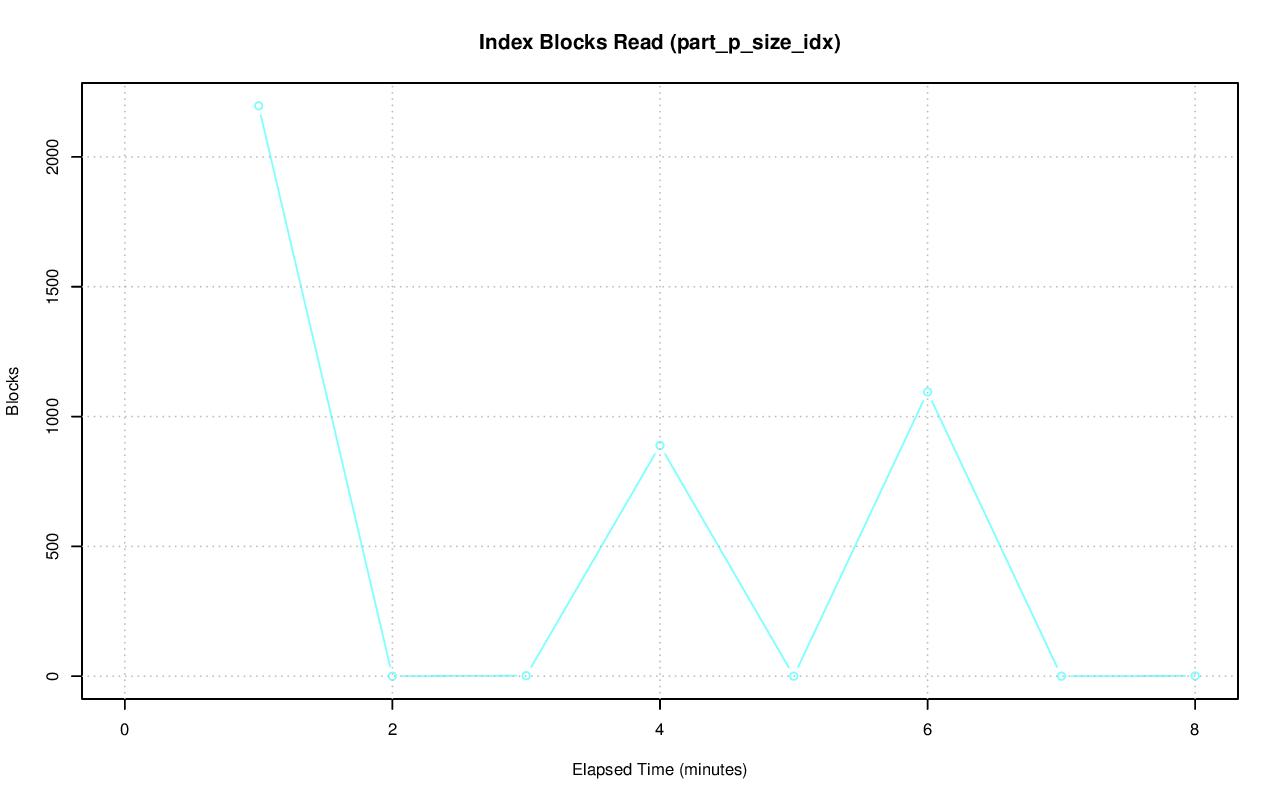 Index Blocks Read (part_p_size_idx)
Blocks
2000
1500
1000
500
0
0 2 4 6 8
Elapsed Time (minutes)